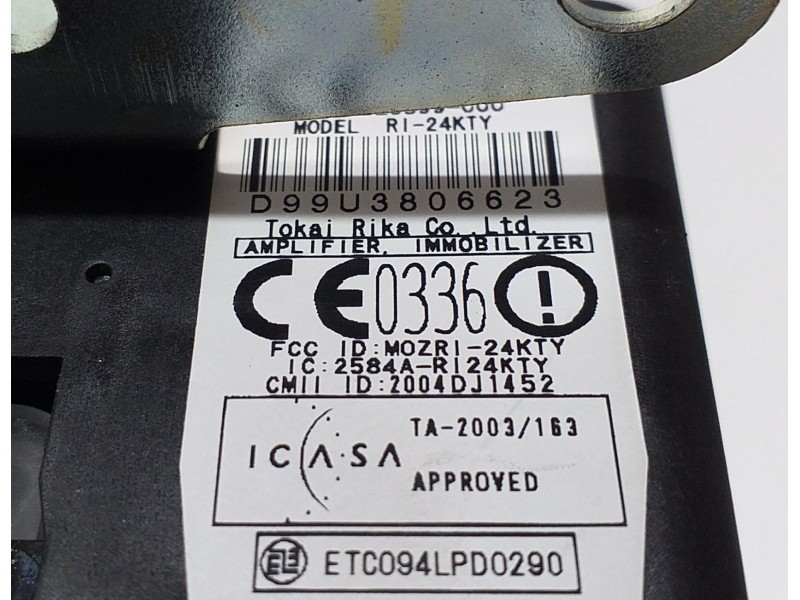 MODEL RI-24KTY
D99U3806623
Tokai Rika Co.,Ltd.
AMPLIFIER, IMMOBILIZER
CE0336
FCC ID:MOZRI-24KTY
IC:2584A-RI24KTY
CMII ID:2004DJ1452
ICASA
TA-2003/163
APPROVED
ETC094LPD0290